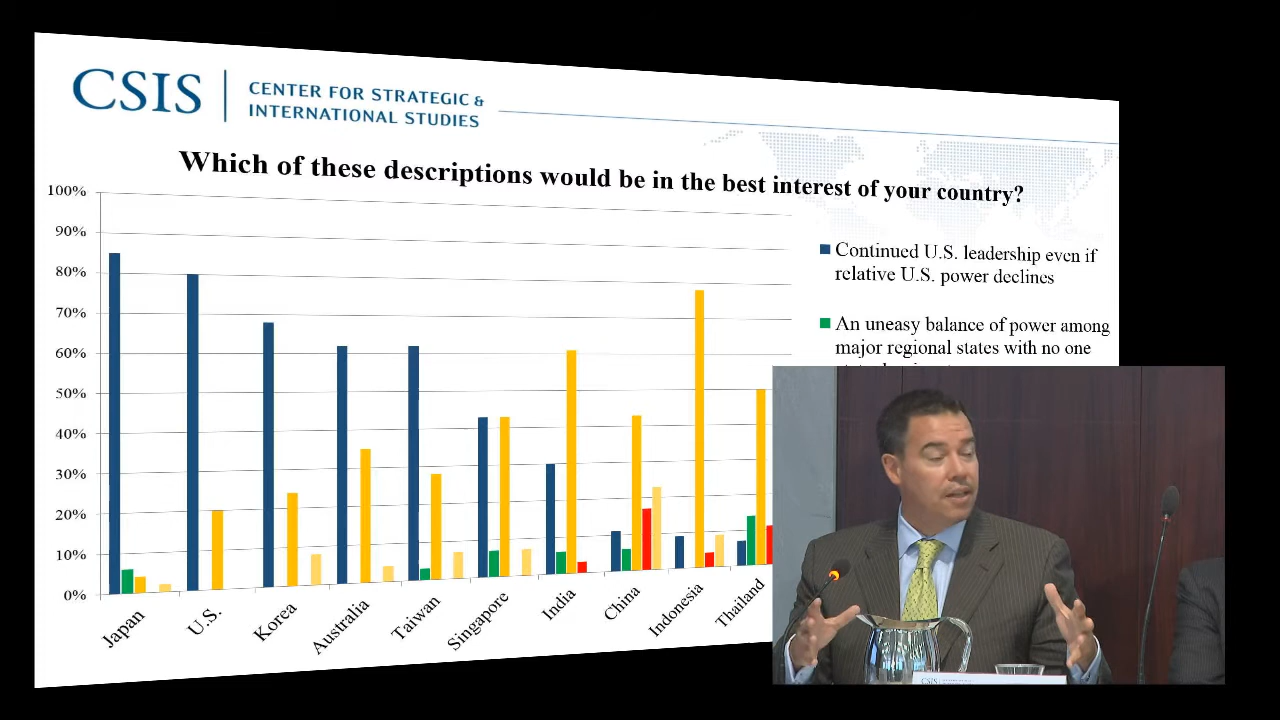 CSIS
CENTER FOR STRATEGIC &
INTERNATIONAL STUDIES
Which of these descriptions would be in the best interest of your country?
100%
90%
80%
70%
60%
50%
40%
30%
20%
10%
0%
Japan
U.S.
Korea
Australia
Taiwan
Singapore
India
China
Indonesia
Thailand
Continued U.S. leadership even if
relative U.S. power declines
An uneasy balance of power among
major regional states with no one
CSIS